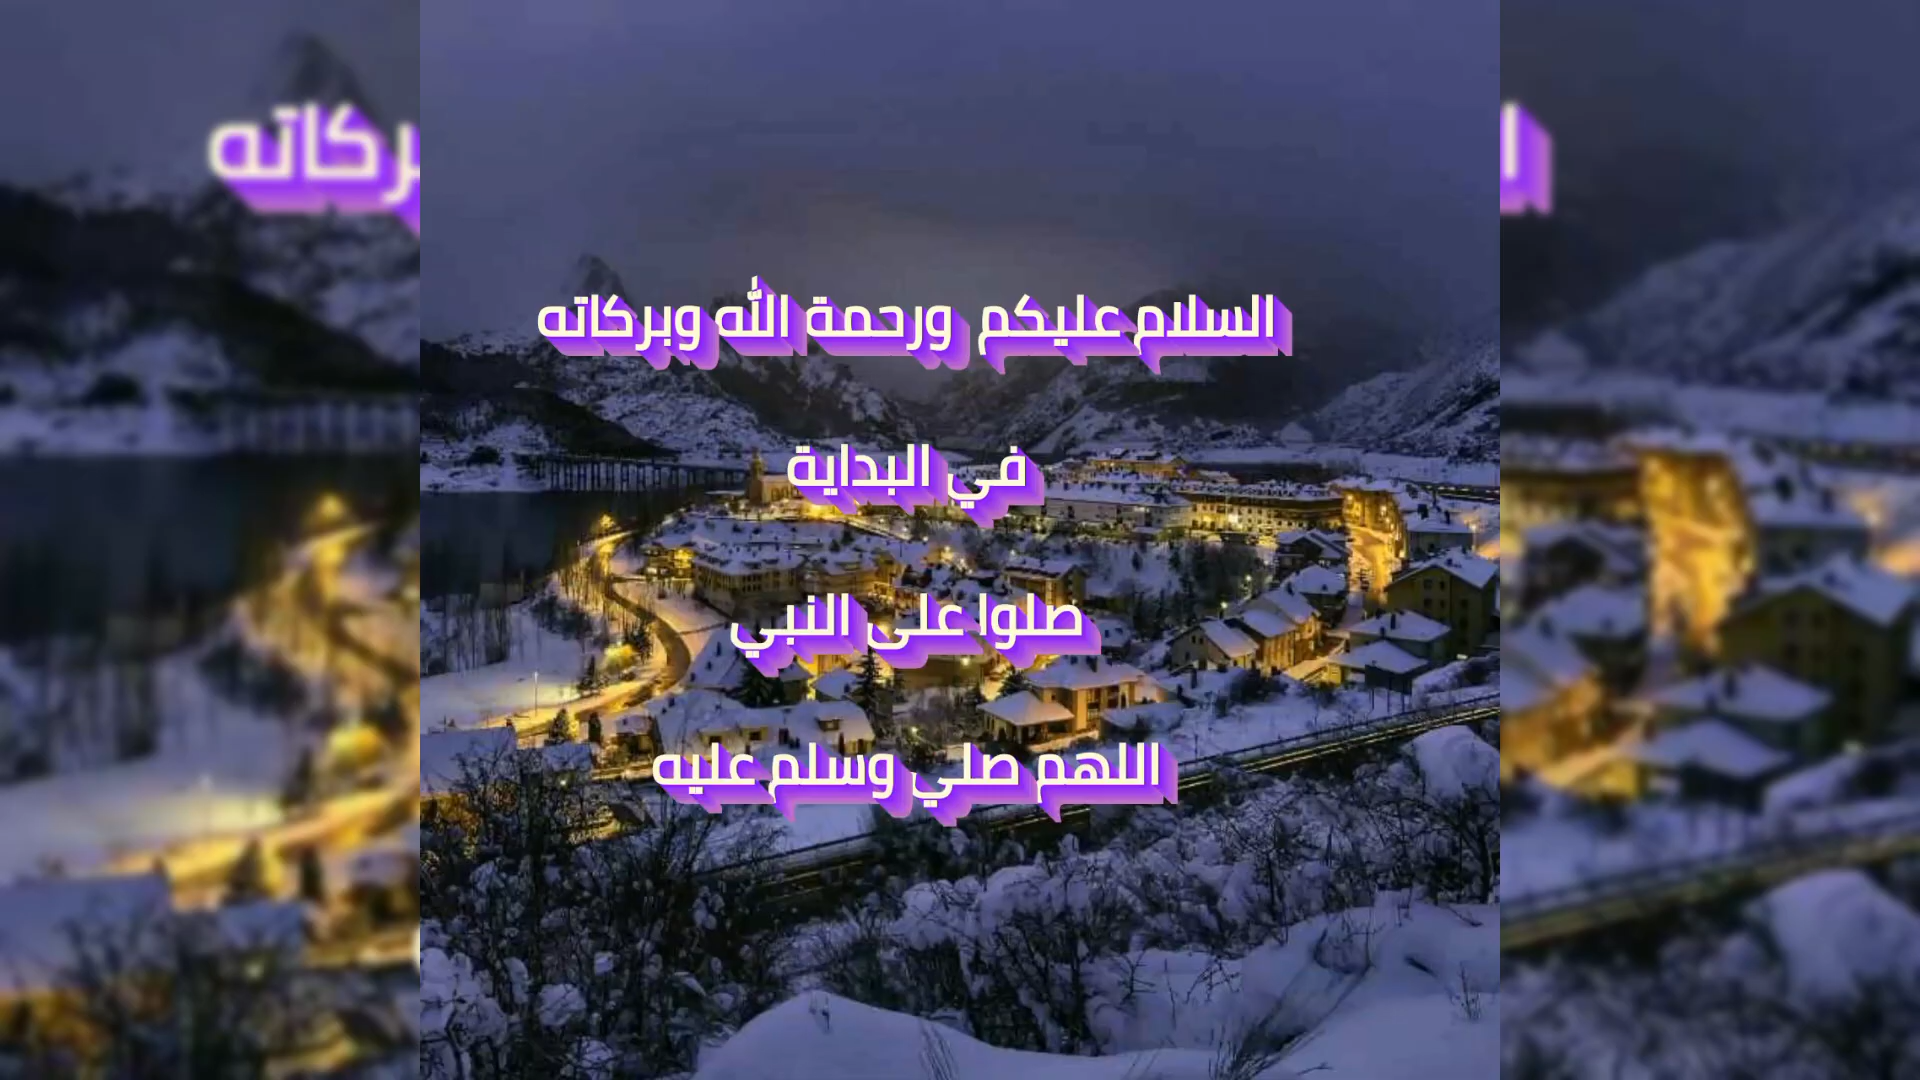 السلام عليكم ورحمة الله وبركاته
في البداية
صلوا على النبي
اللهم صلي وسلم عليه